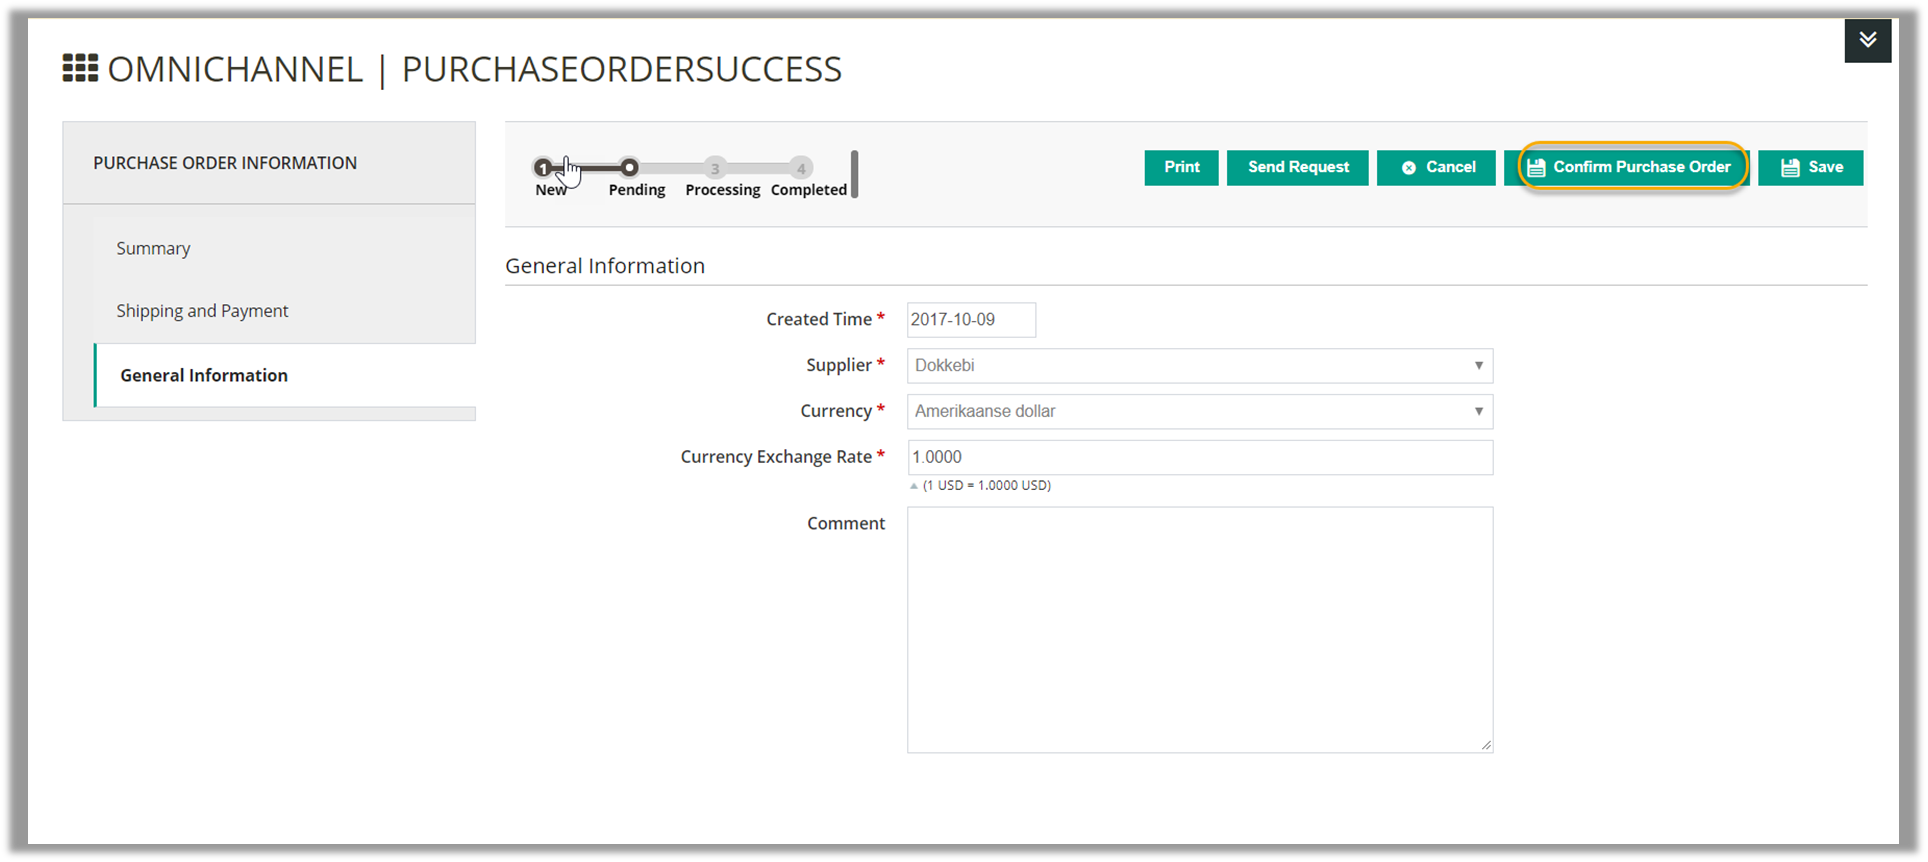 OMNICHANNEL | PURCHASEORDERSUCCESS
PURCHASE ORDER INFORMATION
Summary
Shipping and Payment
General Information
1 3 4
New Pending Processing Completed
Print Send Request Cancel Confirm Purchase Order Save
General Information
Created Time * 2017-10-09
Supplier * Dokkebi
Currency * Amerikaanse dollar
Currency Exchange Rate * 1.0000
(1 USD = 1.0000 USD)
Comment